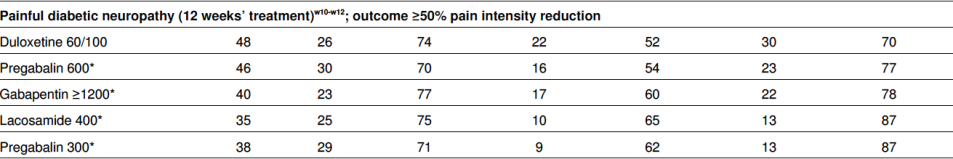 Painful diabetic neuropathy (12 weeks' treatment)w10-w12; outcome ≥50% pain intensity reduction
Duloxetine 60/100 48 26 74 22 52 30 70
Pregabalin 600* 46 30 70 16 54 23 77
Gabapentin ≥1200* 40 23 77 17 60 22 78
Lacosamide 400* 35 25 75 10 65 13 87
Pregabalin 300* 38 29 71 9 62 13 87